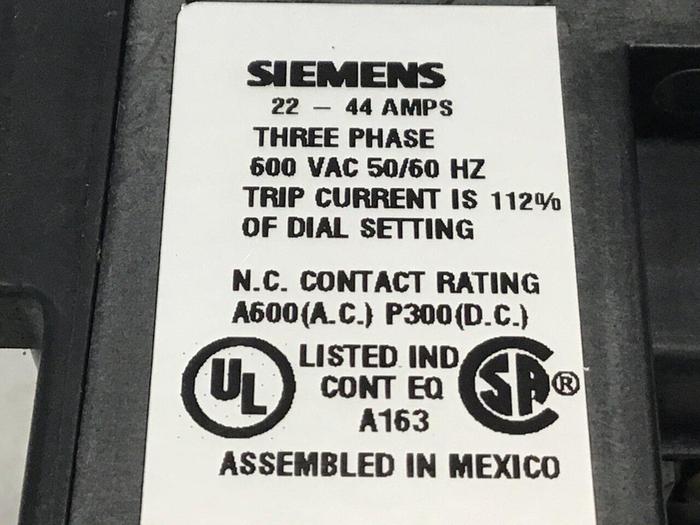 SIEMENS
22 – 44 AMPS
THREE PHASE
600 VAC 50/60 HZ
TRIP CURRENT IS 112%
OF DIAL SETTING
N.C. CONTACT RATING
A600(A.C.) P300(D.C.)
UL LISTED IND SA ®
CONT EQ
A163
ASSEMBLED IN MEXICO